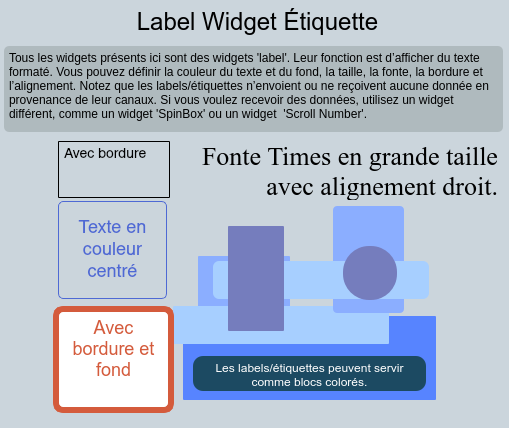 Label Widget Étiquette
Tous les widgets présents ici sont des widgets 'label'. Leur fonction est d'afficher du texte
formaté. Vous pouvez définir la couleur du texte et du fond, la taille, la fonte, la bordure et
l'alignement. Notez que les labels/étiquettes n'envoient ou ne reçoivent aucune donnée en
provenance de leur canaux. Si vous voulez recevoir des données, utilisez un widget
différent, comme un widget 'SpinBox' ou un widget  'Scroll Number'.
Avec bordure
Fonte Times en grande taille
avec alignement droit.
Texte en
couleur
centré
Avec
bordure et
fond
Les labels/étiquettes peuvent servir
comme blocs colorés.